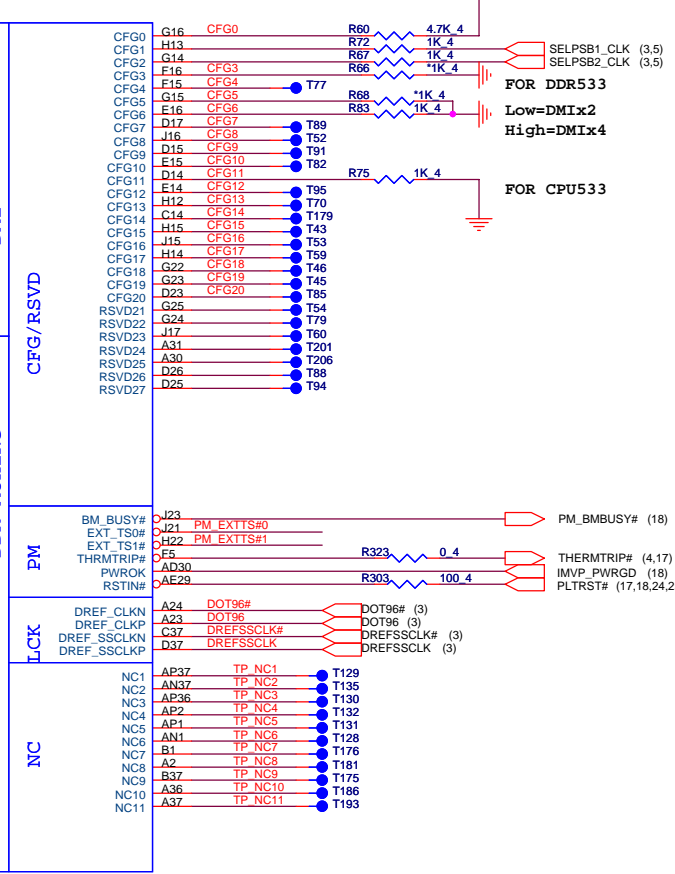 CFG0 G16 CFG0 R60 4.7K_4
CFG1 H13 R72 1K_4 SELPSB1_CLK (3,5)
CFG2 G14 R67 1K_4 SELPSB2_CLK (3,5)
CFG3 F16 CFG3 R66 *1K_4
CFG4 F15 CFG4 T77 FOR DDR533
CFG5 G15 CFG5 R68 *1K_4
CFG6 E16 CFG6 R83 1K_4 Low=DMIx2
CFG7 D17 CFG7 T89 High=DMIx4
CFG8 J16 CFG8 T52
CFG9 D15 CFG9 T91
CFG10 E15 CFG10 T82
CFG11 D14 CFG11 R75 1K_4
CFG12 E14 CFG12 T95 FOR CPU533
CFG13 H12 CFG13 T70
CFG14 C14 CFG14 T179
CFG15 H15 CFG15 T43
CFG16 J15 CFG16 T53
CFG17 H14 CFG17 T59
CFG18 G22 CFG18 T46
CFG19 G23 CFG19 T45
CFG20 D23 CFG20 T85
RSVD21 G25 T54
RSVD22 G24 T79
RSVD23 J17 T60
RSVD24 A31 T201
RSVD25 A30 T206
RSVD26 D26 T88
RSVD27 D25 T94
CFG/RSVD
BM_BUSY# J23 PM_BMBUSY# (18)
EXT_TS0# J21 PM_EXTTS#0
EXT_TS1# H22 PM_EXTTS#1
THRMTRIP# F5 R323 0_4 THERMTRIP# (4,17)
PWROK AD30 IMVP_PWRGD (18)
RSTIN# AE29 R303 100_4 PLTRST# (17,18,24,2
PM
DREF_CLKN A24 DOT96# DOT96# (3)
DREF_CLKP A23 DOT96 DOT96 (3)
DREF_SSCLKN C37 DREFSSCLK# DREFSSCLK# (3)
DREF_SSCLKP D37 DREFSSCLK DREFSSCLK (3)
LCK
NC1 AP37 TP_NC1 T129
NC2 AN37 TP_NC2 T135
NC3 AP36 TP_NC3 T130
NC4 AP2 TP_NC4 T132
NC5 AP1 TP_NC5 T131
NC6 AN1 TP_NC6 T128
NC7 B1 TP_NC7 T176
NC8 A2 TP_NC8 T181
NC9 B37 TP_NC9 T175
NC10 A36 TP_NC10 T186
NC11 A37 TP_NC11 T193
NC